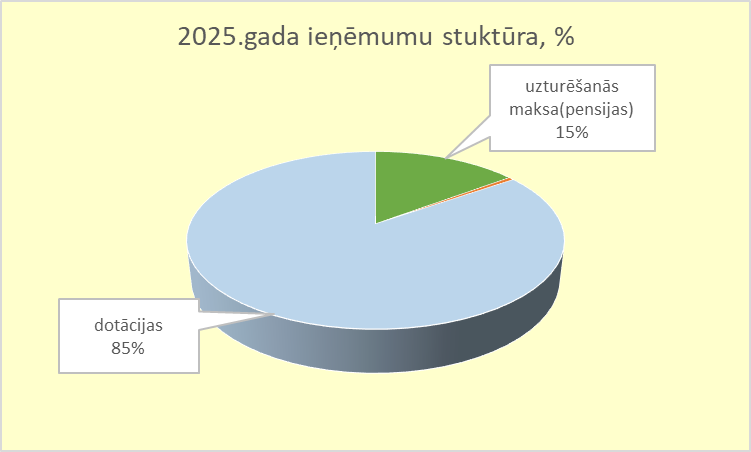 2025.gada ieņēmumu stuktūra, %
uzturēšanās
maksa(pensijas)
15%
dotācijas
85%